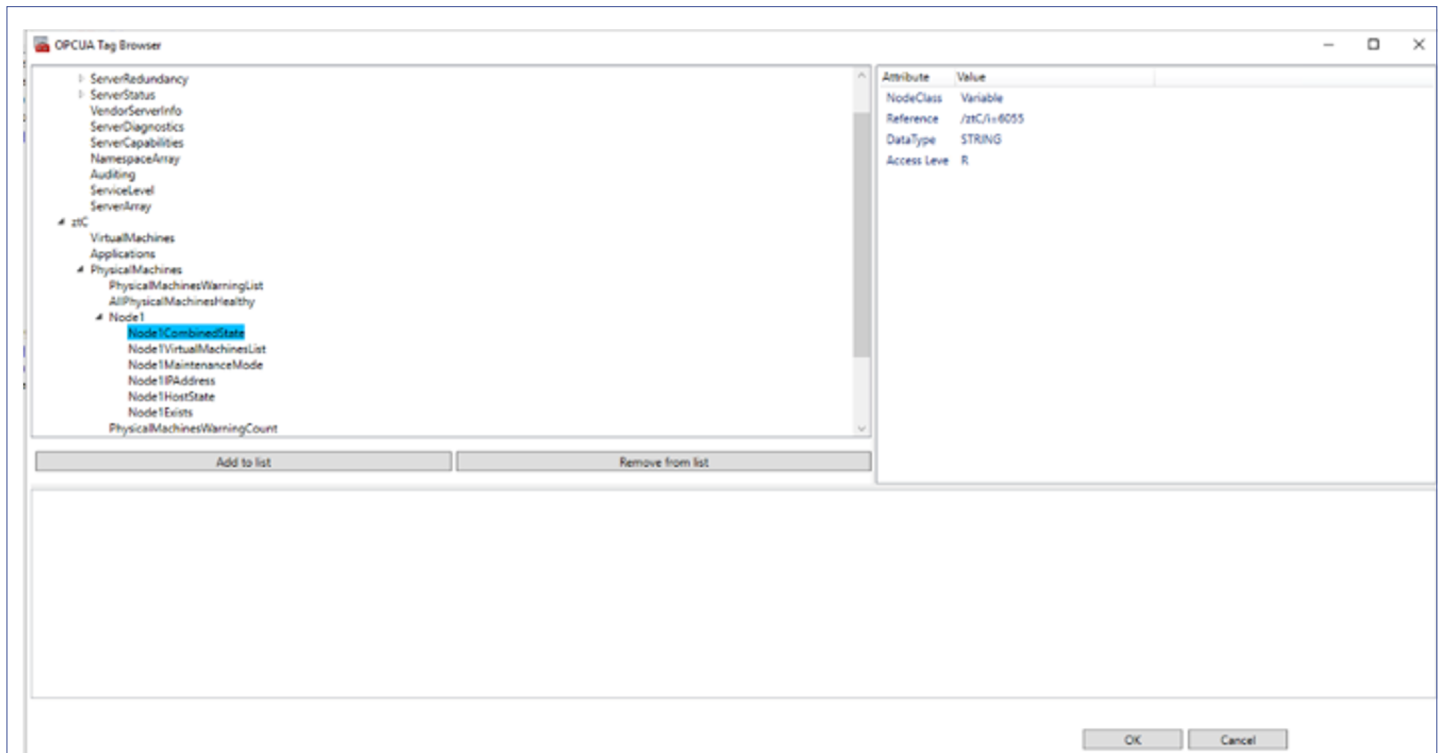 OPCUA Tag Browser
ServerRedundancy
ServerStatus
VendorServerInfo
ServerDiagnostics
ServerCapabilities
NamespaceArray
Auditing
ServiceLevel
ServerArray
ztC
VirtualMachines
Applications
PhysicalMachines
PhysicalMachinesWarningList
AllPhysicalMachinesHealthy
Node1
Node1CombinedState
Node1VirtualMachinesList
Node1MaintenanceMode
Node1IPAddress
Node1HostState
Node1Exists
PhysicalMachinesWarningCount
Add to list Remove from list
Attribute Value
NodeClass Variable
Reference /ztC/i=6055
DataType STRING
Access Leve R
OK Cancel